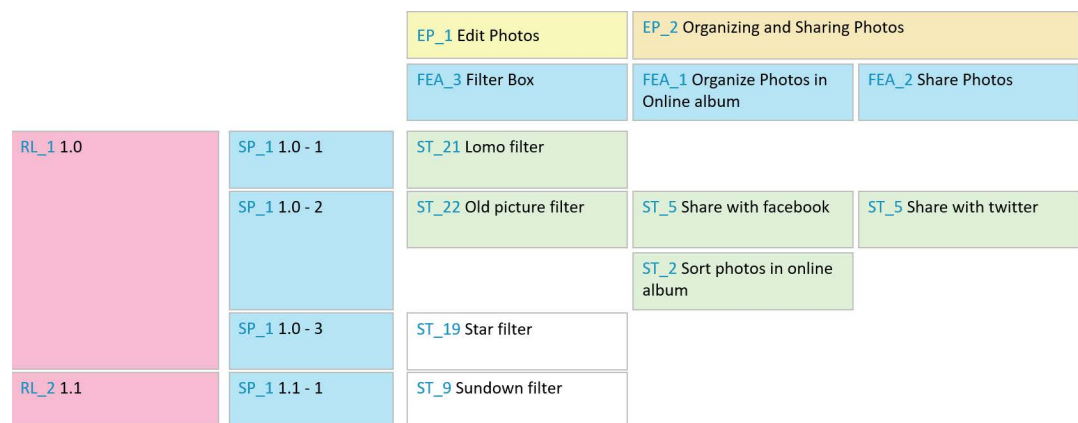 EP_1 Edit Photos
EP_2 Organizing and Sharing Photos
FEA_3 Filter Box
FEA_1 Organize Photos in
Online album
FEA_2 Share Photos
RL_1 1.0
SP_1 1.0 - 1
ST_21 Lomo filter
SP_1 1.0 - 2
ST_22 Old picture filter
ST_5 Share with facebook
ST_5 Share with twitter
ST_2 Sort photos in online
album
SP_1 1.0 - 3
ST_19 Star filter
RL_2 1.1
SP_1 1.1 - 1
ST_9 Sundown filter